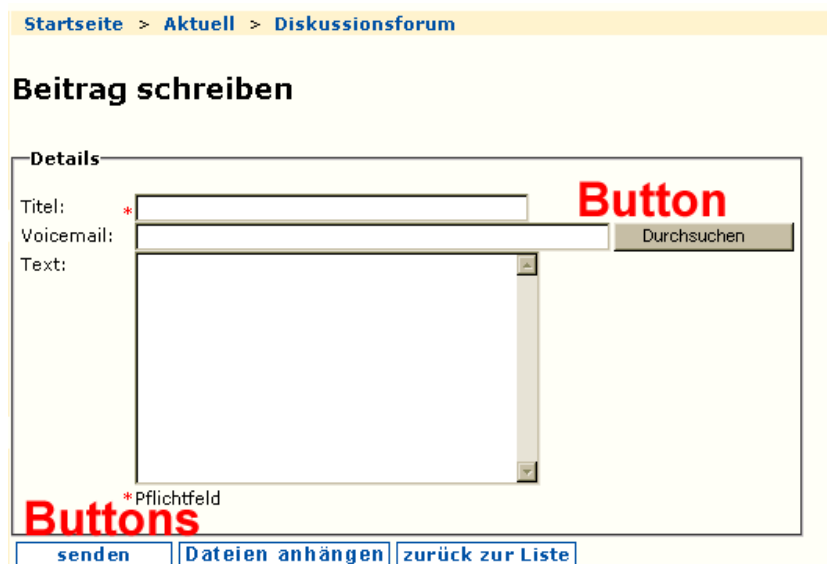 Startseite > Aktuell > Diskussionsforum
Beitrag schreiben
Details
Button
Titel: *
Voicemail: Durchsuchen
Text:
*Pflichtfeld
Buttons
senden Dateien anhängen zurück zur Liste